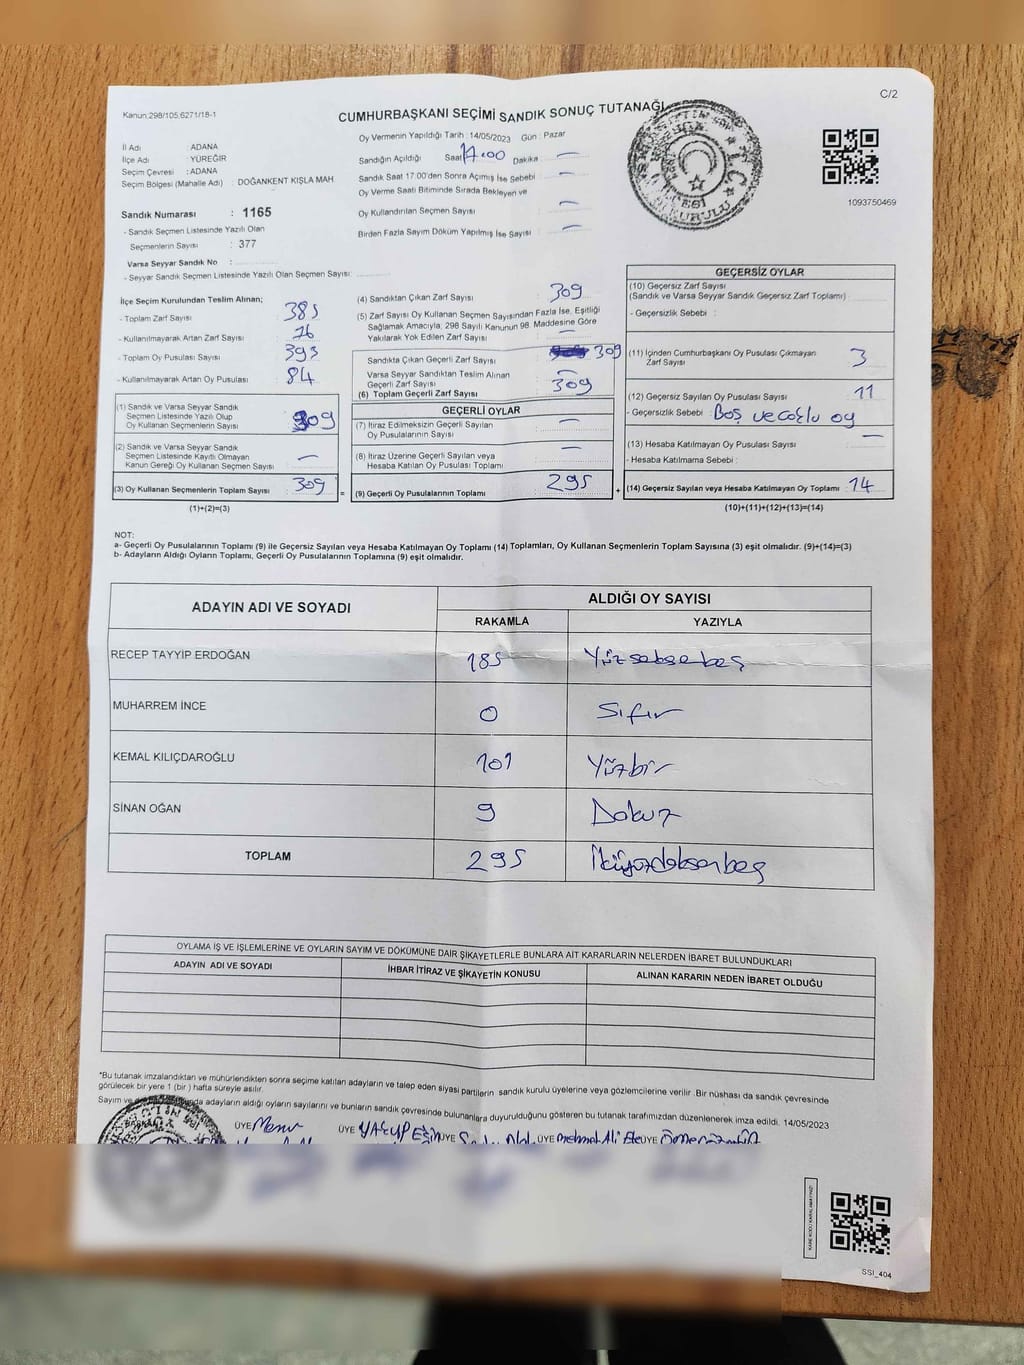 C/2
Kanun:298/105,6271/18-1
CUMHURBAŞKANI SEÇİMİ SANDIK SONUÇ TUTANAĞI
Oy Vermenin Yapıldığı Tarih : 14/05/2023 Gün : Pazar
İl Adı : ADANA
İlçe Adı : YÜREĞİR
Seçim Çevresi : ADANA
Seçim Bölgesi (Mahalle Adı) : DOĞANKENT KIŞLA MAH.
Sandığın Açıldığı Saat 17.00 Dakika : —
Sandık Saat 17.00'den Sonra Açılmış İse Sebebi : —
Oy Verme Saati Bitiminde Sırada Bekleyen ve
Oy Kullandırılan Seçmen Sayısı : —
Birden Fazla Sayım Döküm Yapılmış İse Sayısı : —
1093750469
Sandık Numarası : 1165
- Sandık Seçmen Listesinde Yazılı Olan
Seçmenlerin Sayısı : 377
Varsa Seyyar Sandık No :
- Seyyar Sandık Seçmen Listesinde Yazılı Olan Seçmen Sayısı:
İlçe Seçim Kurulundan Teslim Alınan;
- Toplam Zarf Sayısı : 385
- Kullanılmayarak Artan Zarf Sayısı : 76
- Toplam Oy Pusulası Sayısı : 393
- Kullanılmayarak Artan Oy Pusulası : 84
(1) Sandık ve Varsa Seyyar Sandık
Seçmen Listesinde Yazılı Olup
Oy Kullanan Seçmenlerin Sayısı : 309
(2) Sandık ve Varsa Seyyar Sandık
Seçmen Listesinde Kayıtlı Olmayan
Kanun Gereği Oy Kullanan Seçmen Sayısı : —
(3) Oy Kullanan Seçmenlerin Toplam Sayısı : 309
(1)+(2)=(3)
(4) Sandıktan Çıkan Zarf Sayısı : 309
(5) Zarf Sayısı Oy Kullanan Seçmen Sayısından Fazla İse, Eşitliği
Sağlamak Amacıyla; 298 Sayılı Kanunun 98. Maddesine Göre
Yakılarak Yok Edilen Zarf Sayısı : —
Sandıkta Çıkan Geçerli Zarf Sayısı : 309
Varsa Seyyar Sandıktan Teslim Alınan
Geçerli Zarf Sayısı : —
(6) Toplam Geçerli Zarf Sayısı : 309
GEÇERLİ OYLAR
(7) İtiraz Edilmeksizin Geçerli Sayılan
Oy Pusulalarının Sayısı : —
(8) İtiraz Üzerine Geçerli Sayılan veya
Hesaba Katılan Oy Pusulası Toplamı : —
= (9) Geçerli Oy Pusulalarının Toplamı : 295
GEÇERSİZ OYLAR
(10) Geçersiz Zarf Sayısı
(Sandık ve Varsa Seyyar Sandık Geçersiz Zarf Toplamı)
- Geçersizlik Sebebi :
(11) İçinden Cumhurbaşkanı Oy Pusulası Çıkmayan
Zarf Sayısı : 3
(12) Geçersiz Sayılan Oy Pusulası Sayısı : 11
- Geçersizlik Sebebi : Boş ve Çoklu oy
(13) Hesaba Katılmayan Oy Pusulası Sayısı : —
- Hesaba Katılmama Sebebi :
+ (14) Geçersiz Sayılan veya Hesaba Katılmayan Oy Toplamı : 14
(10)+(11)+(12)+(13)=(14)
NOT:
a- Geçerli Oy Pusulalarının Toplamı (9) ile Geçersiz Sayılan veya Hesaba Katılmayan Oy Toplamı (14) Toplamları, Oy Kullanan Seçmenlerin Toplam Sayısına (3) eşit olmalıdır. (9)+(14)=(3)
b- Adayların Aldığı Oyların Toplamı, Geçerli Oy Pusulalarının Toplamına (9) eşit olmalıdır.
ADAYIN ADI VE SOYADI ALDIĞI OY SAYISI
RAKAMLA YAZIYLA
RECEP TAYYİP ERDOĞAN 185 Yüzseksenbeş
MUHARREM İNCE 0 Sıfır
KEMAL KILIÇDAROĞLU 101 Yüzbir
SİNAN OĞAN 9 Dokuz
TOPLAM 295 İkiyüzdoksanbeş
OYLAMA İŞ VE İŞLEMLERİNE VE OYLARIN SAYIM VE DÖKÜMÜNE DAİR ŞİKAYETLERLE BUNLARA AİT KARARLARIN NELERDEN İBARET BULUNDUKLARI
ADAYIN ADI VE SOYADI İHBAR İTİRAZ VE ŞİKAYETİN KONUSU ALINAN KARARIN NEDEN İBARET OLDUĞU
*Bu tutanak imzalandıktan ve mühürlendikten sonra seçime katılan adayların ve talep eden siyasi partilerin sandık kurulu üyelerine veya gözlemcilerine verilir. Bir nüshası da sandık çevresinde
görülecek bir yere 1 (bir) hafta süreyle asılır.
Sayım ve adayların aldığı oyların sayılarını ve bunların sandık çevresinde bulunanlara duyurulduğunu gösteren bu tutanak tarafımızdan düzenlenerek imza edildi. 14/05/2023
ÜYE ÜYE YAKUP ÜYE ÜYE Mehmet Ali ÜYE
SSI_404